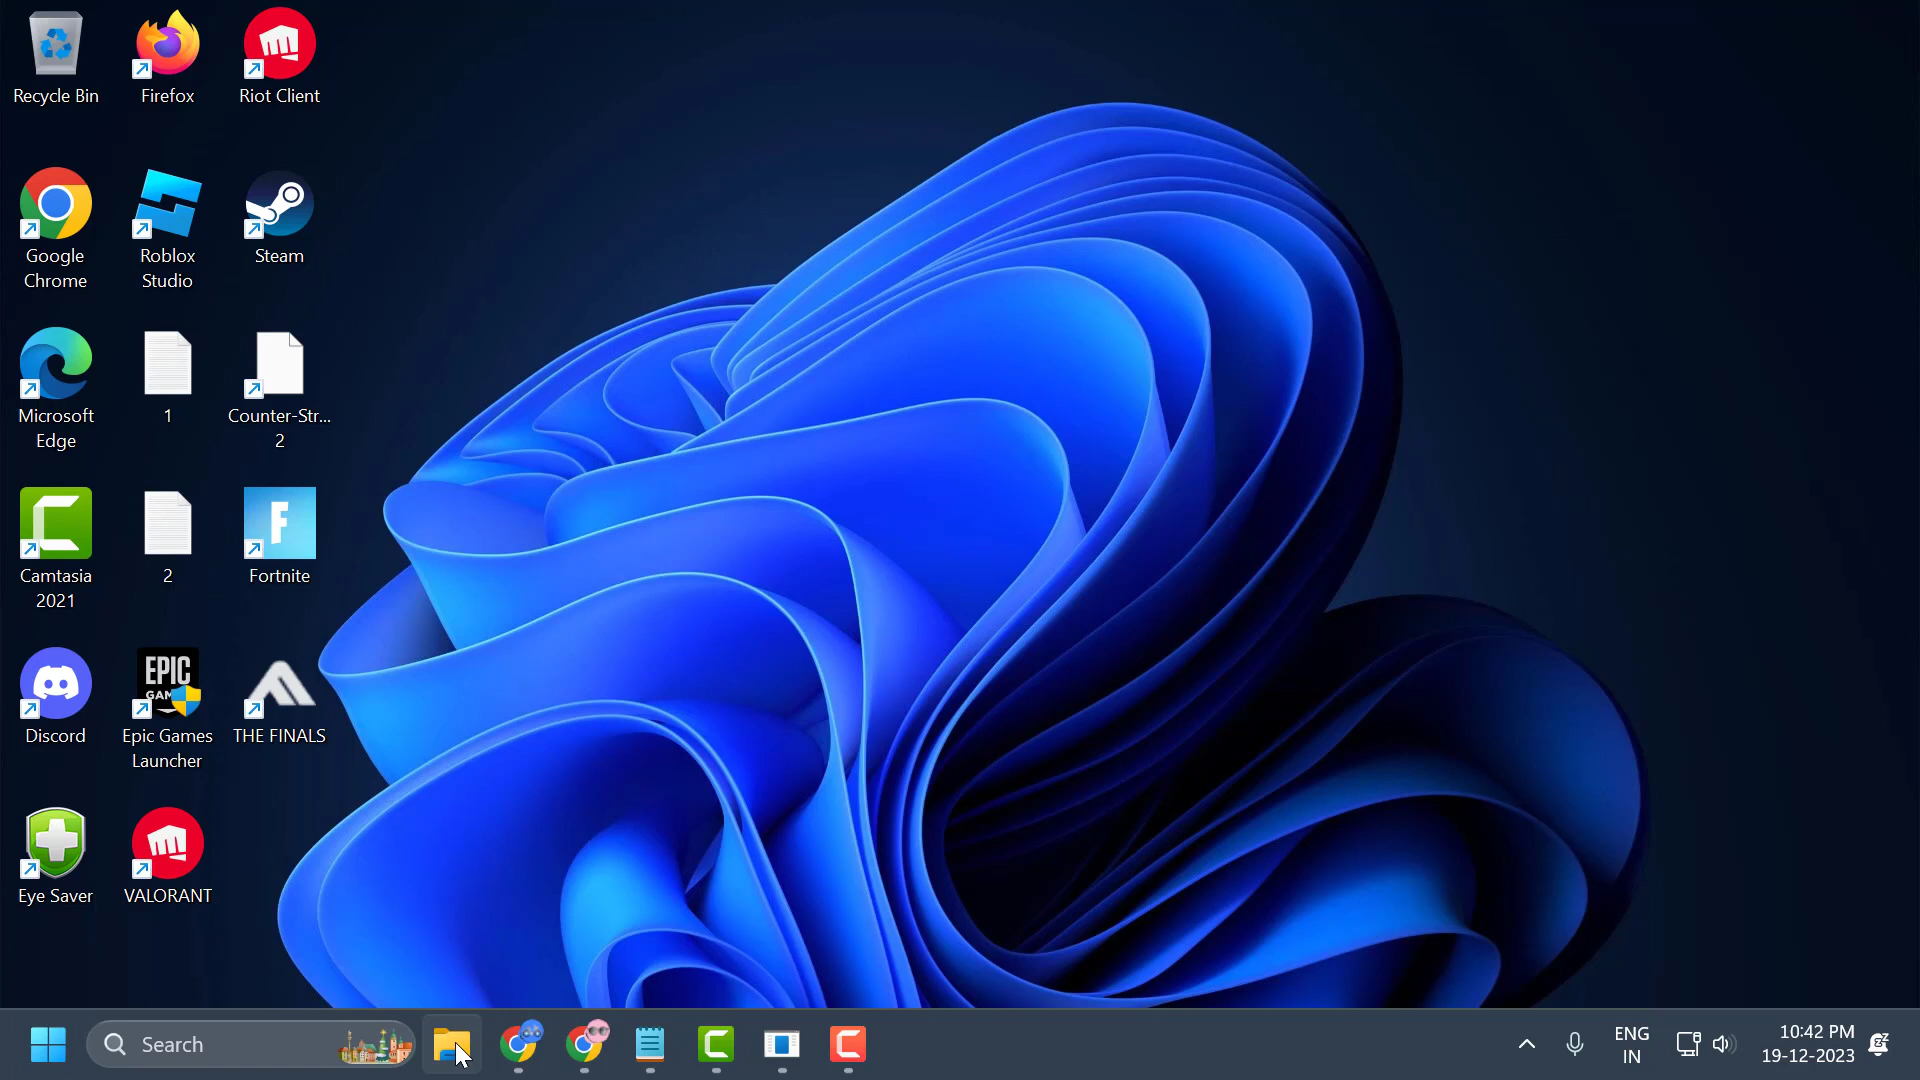 Recycle Bin
Firefox
Riot Client
Google
Chrome
Roblox
Studio
Steam
Microsoft
Edge
1
Counter-Str...
2
Camtasia
2021
2
F
Fortnite
Discord
EPIC
GAM
Epic Games
Launcher
THE FINALS
Eye Saver
VALORANT
Search
ENG
IN
10:42 PM
19-12-2023